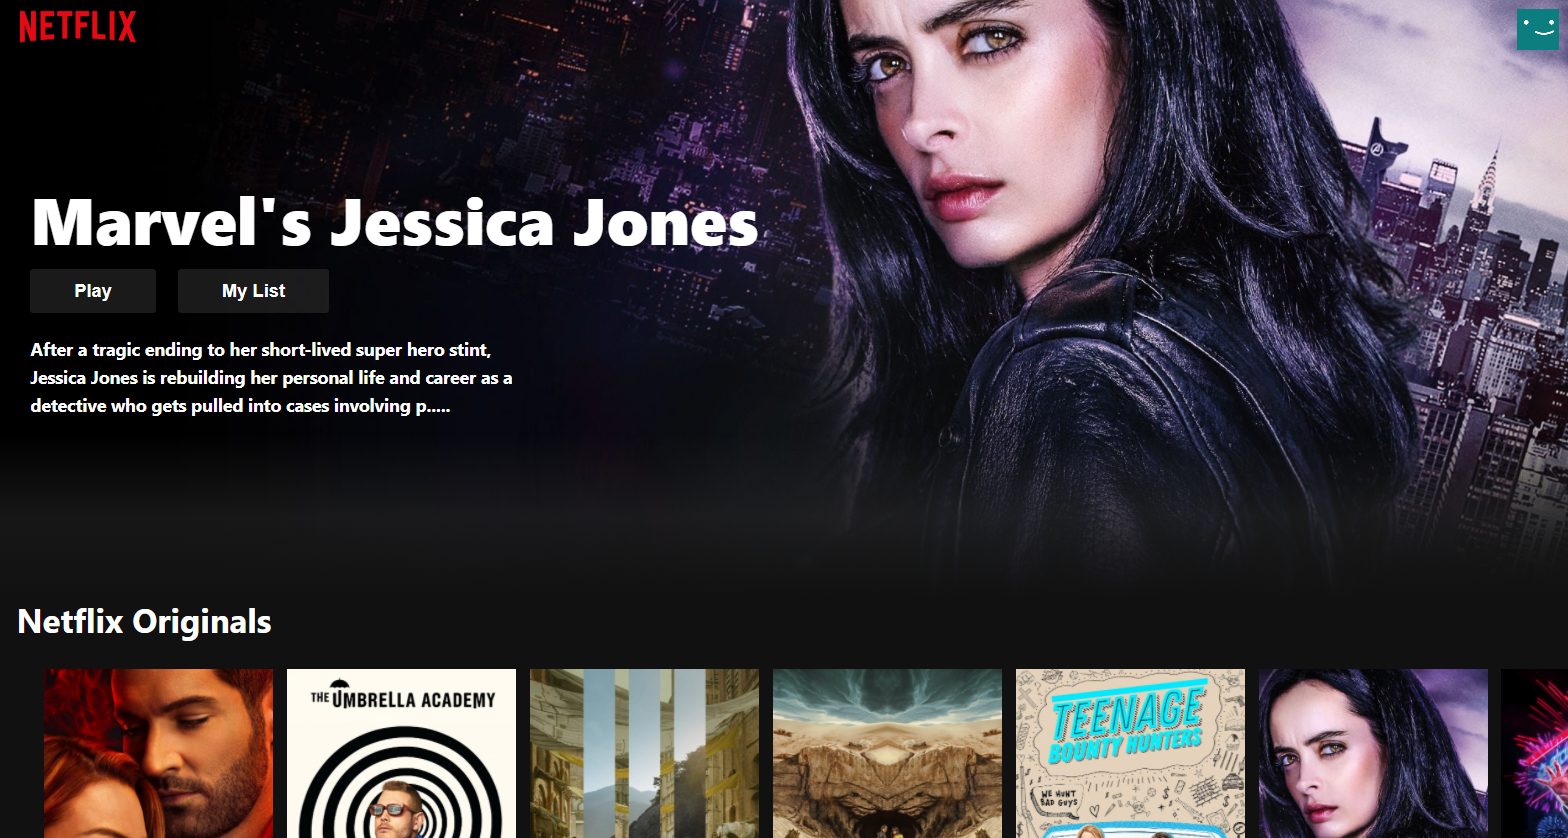 NETFLIX
Marvel's Jessica Jones
Play
My List
After a tragic ending to her short-lived super hero stint,
Jessica Jones is rebuilding her personal life and career as a
detective who gets pulled into cases involving p.....
Netflix Originals
THE UMBRELLA ACADEMY
TEENAGE
BOUNTY HUNTERS
WE HUNT
BAD GUYS